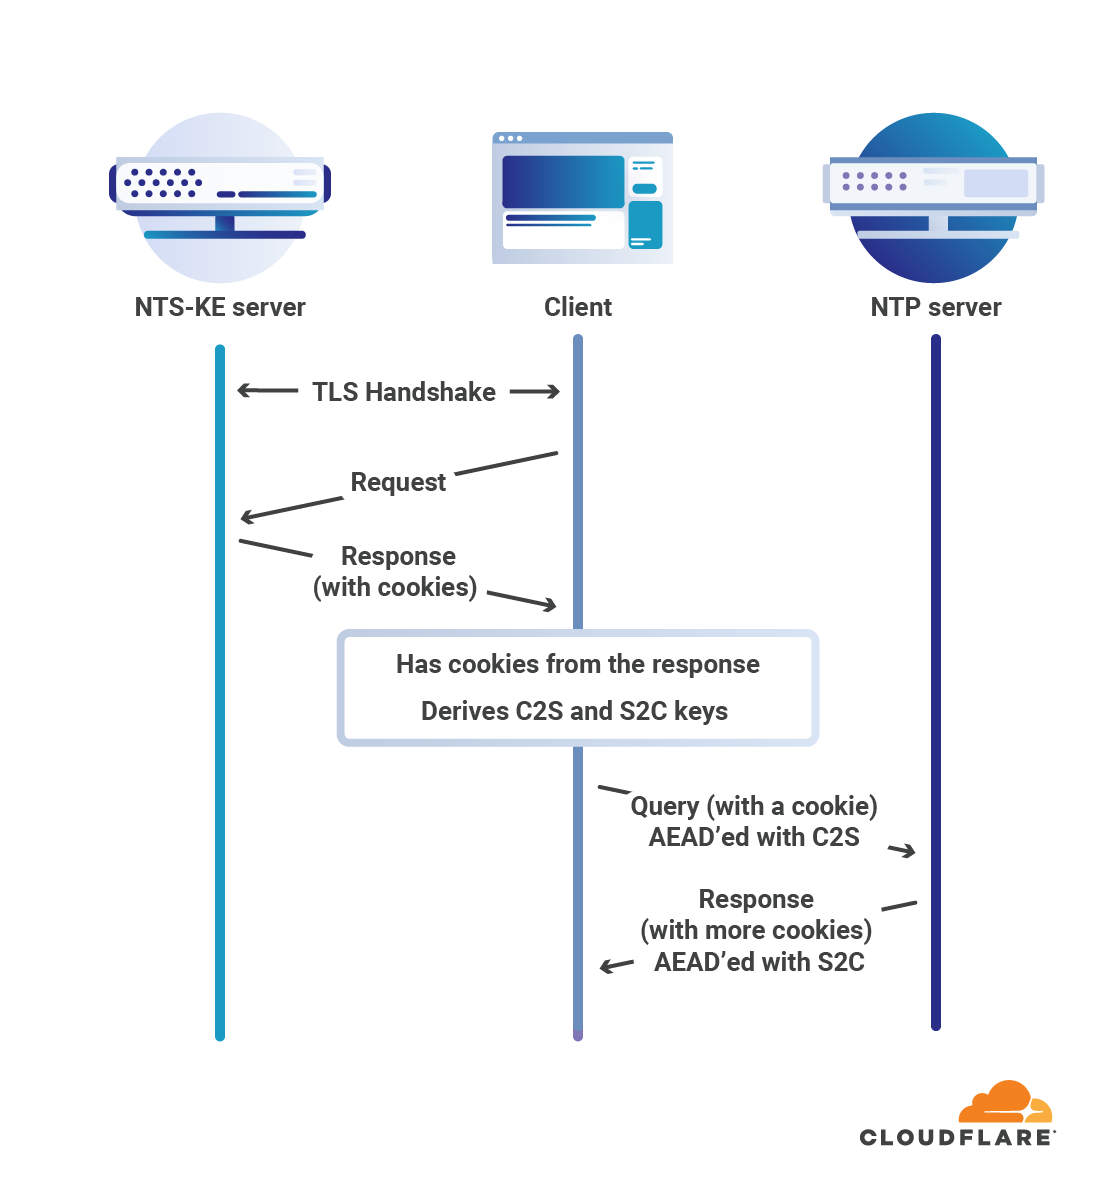 NTS-KE server
Client
NTP server
TLS Handshake
Request
Response
(with cookies)
Has cookies from the response
Derives C2S and S2C keys
Query (with a cookie)
AEAD’ed with C2S
Response
(with more cookies)
AEAD’ed with S2C
CLOUDFLARE